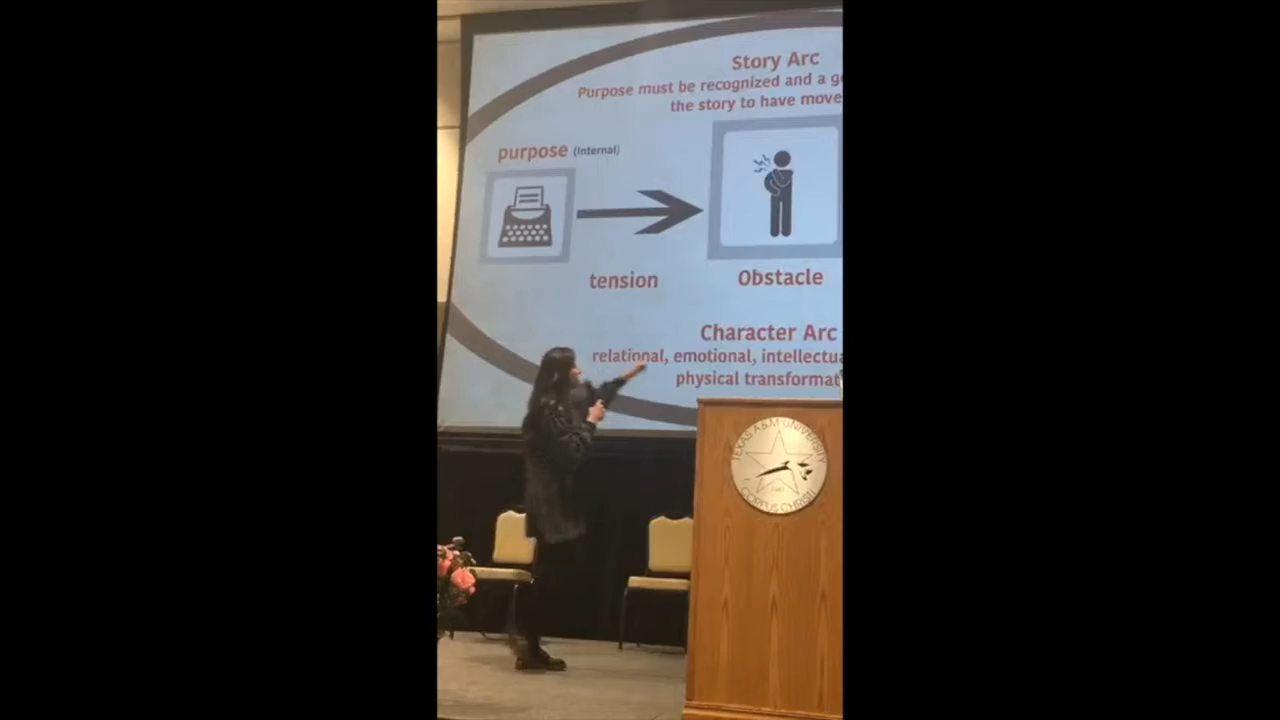 Story Arc
Purpose must be recognized and a g
the story to have move
purpose (Internal)
tension
Obstacle
Character Arc
relational, emotional, intellectua
physical transformat
TEXAS A&M UNIVERSITY
CORPUS CHRISTI